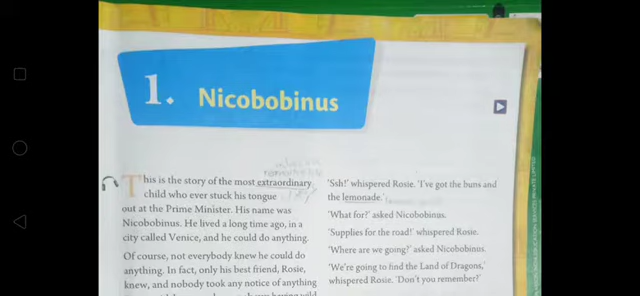 1. Nicobobinus
This is the story of the most extraordinary
child who ever stuck his tongue
out at the Prime Minister. His name was
Nicobobinus. He lived a long time ago, in a
city called Venice, and he could do anything.
Of course, not everybody knew he could do
anything. In fact, only his best friend, Rosie,
knew, and nobody took any notice of anything
'Ssh!' whispered Rosie. 'I've got the buns and
the lemonade.'
'What for?' asked Nicobobinus.
'Supplies for the road!' whispered Rosie.
'Where are we going?' asked Nicobobinus.
'We're going to find the Land of Dragons,'
whispered Rosie. 'Don't you remember?'